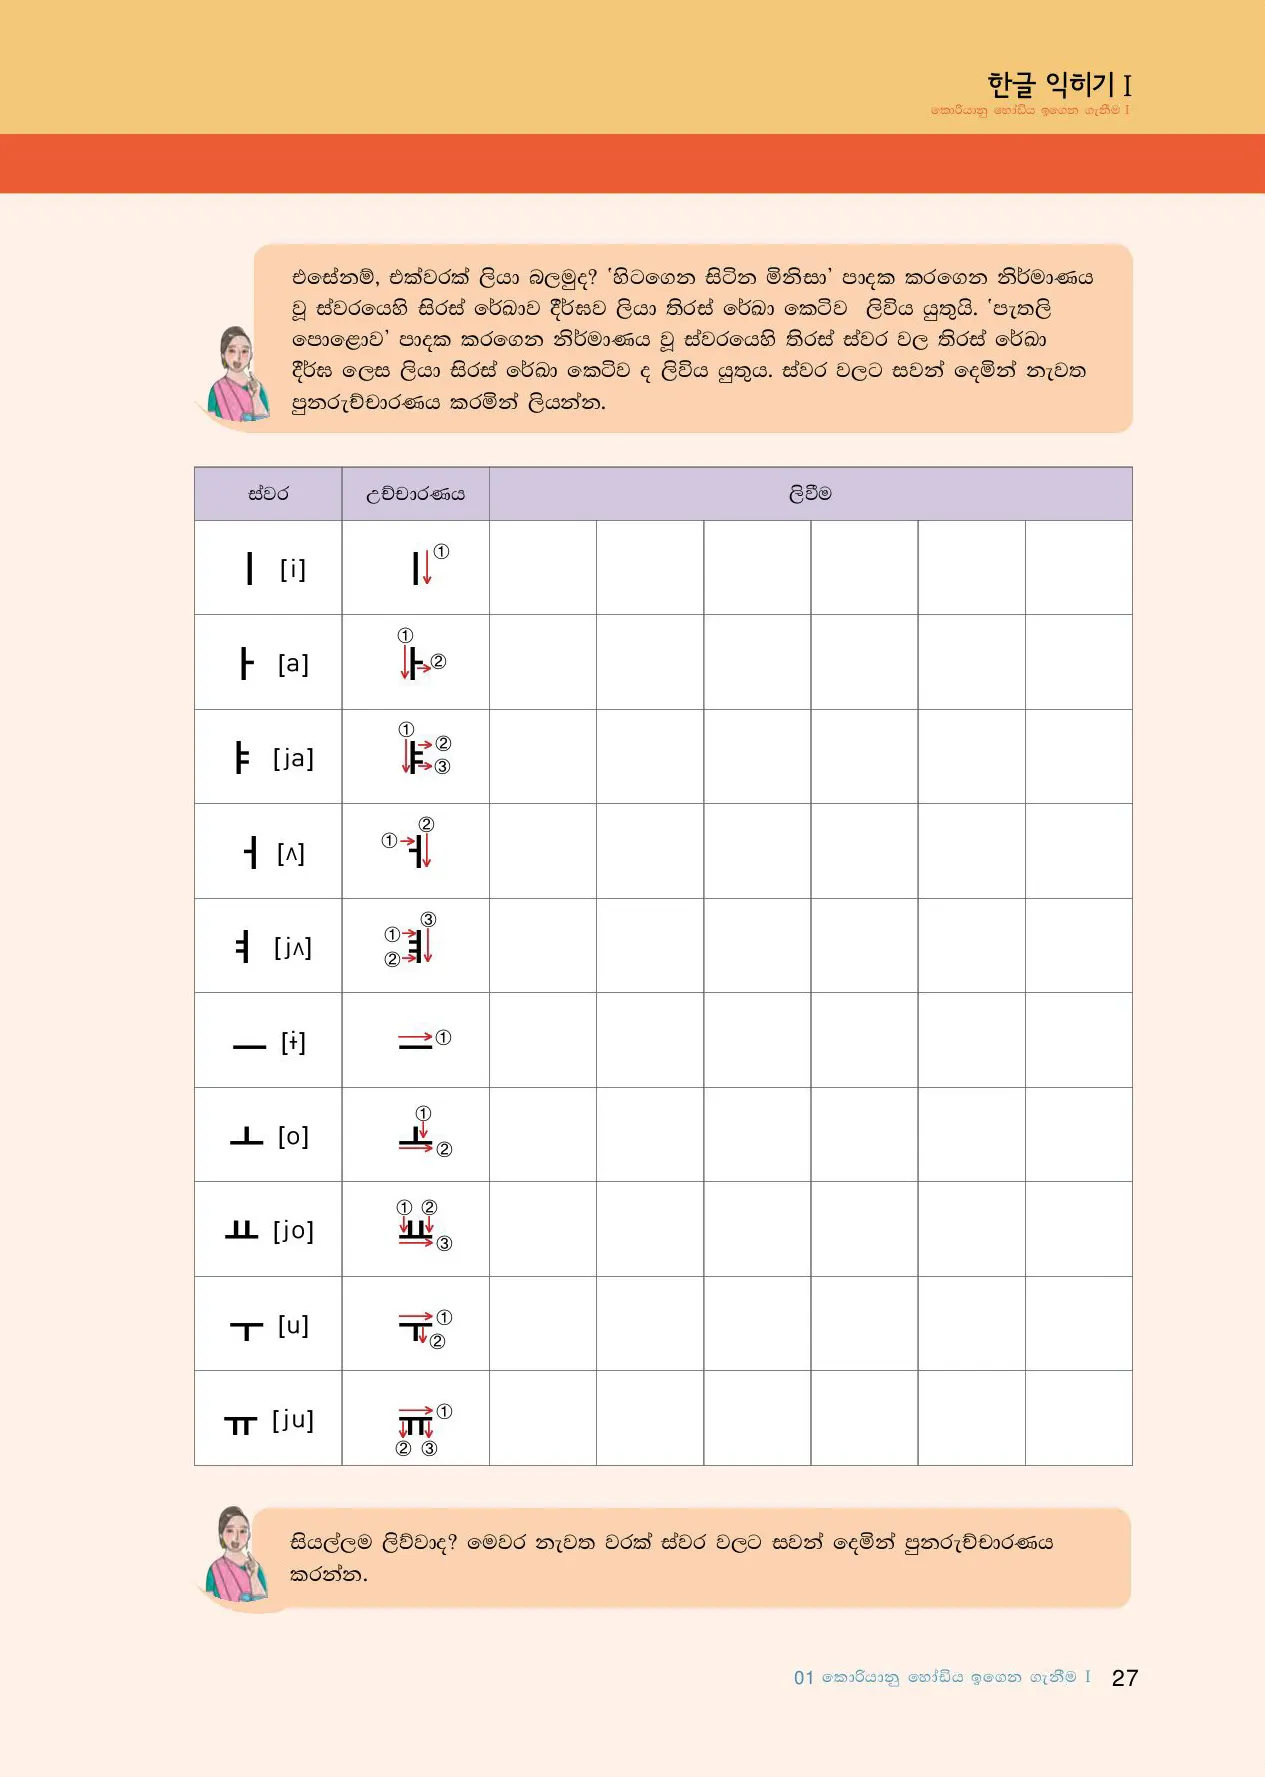 한글 익히기 I
කොරියානු හෝඩිය ඉගෙන ගැනීම I
එසේනම්, එක්වරක් ලියා බලමුද? ‘හිටගෙන සිටින මිනිසා’ පාදක කරගෙන නිර්මාණය
වූ ස්වරයෙහි සිරස් රේඛාව දීර්ඝව ලියා තිරස් රේඛා කෙටිව ලිවිය යුතුයි. ‘පැතලි
පොළොව’ පාදක කරගෙන නිර්මාණය වූ ස්වරයෙහි තිරස් ස්වර වල තිරස් රේඛා
දීර්ඝ ලෙස ලියා සිරස් රේඛා කෙටිව ද ලිවිය යුතුය. ස්වර වලට සවන් දෙමින් නැවත
පුනරුච්චාරණය කරමින් ලියන්න.
ස්වර උච්චාරණය ලිවීම
ㅣ [i] ㅣ ①
ㅏ [a] ㅏ ① ②
ㅑ [ja] ㅑ ① ② ③
ㅓ [ʌ] ㅓ ① ②
ㅕ [jʌ] ㅕ ① ② ③
ㅡ [ɨ] ㅡ ①
ㅗ [o] ㅗ ① ②
ㅛ [jo] ㅛ ① ② ③
ㅜ [u] ㅜ ① ②
ㅠ [ju] ㅠ ① ② ③
සියල්ලම ලිව්වාද? මෙවර නැවත වරක් ස්වර වලට සවන් දෙමින් පුනරුච්චාරණය
කරන්න.
01 කොරියානු හෝඩිය ඉගෙන ගැනීම I 27